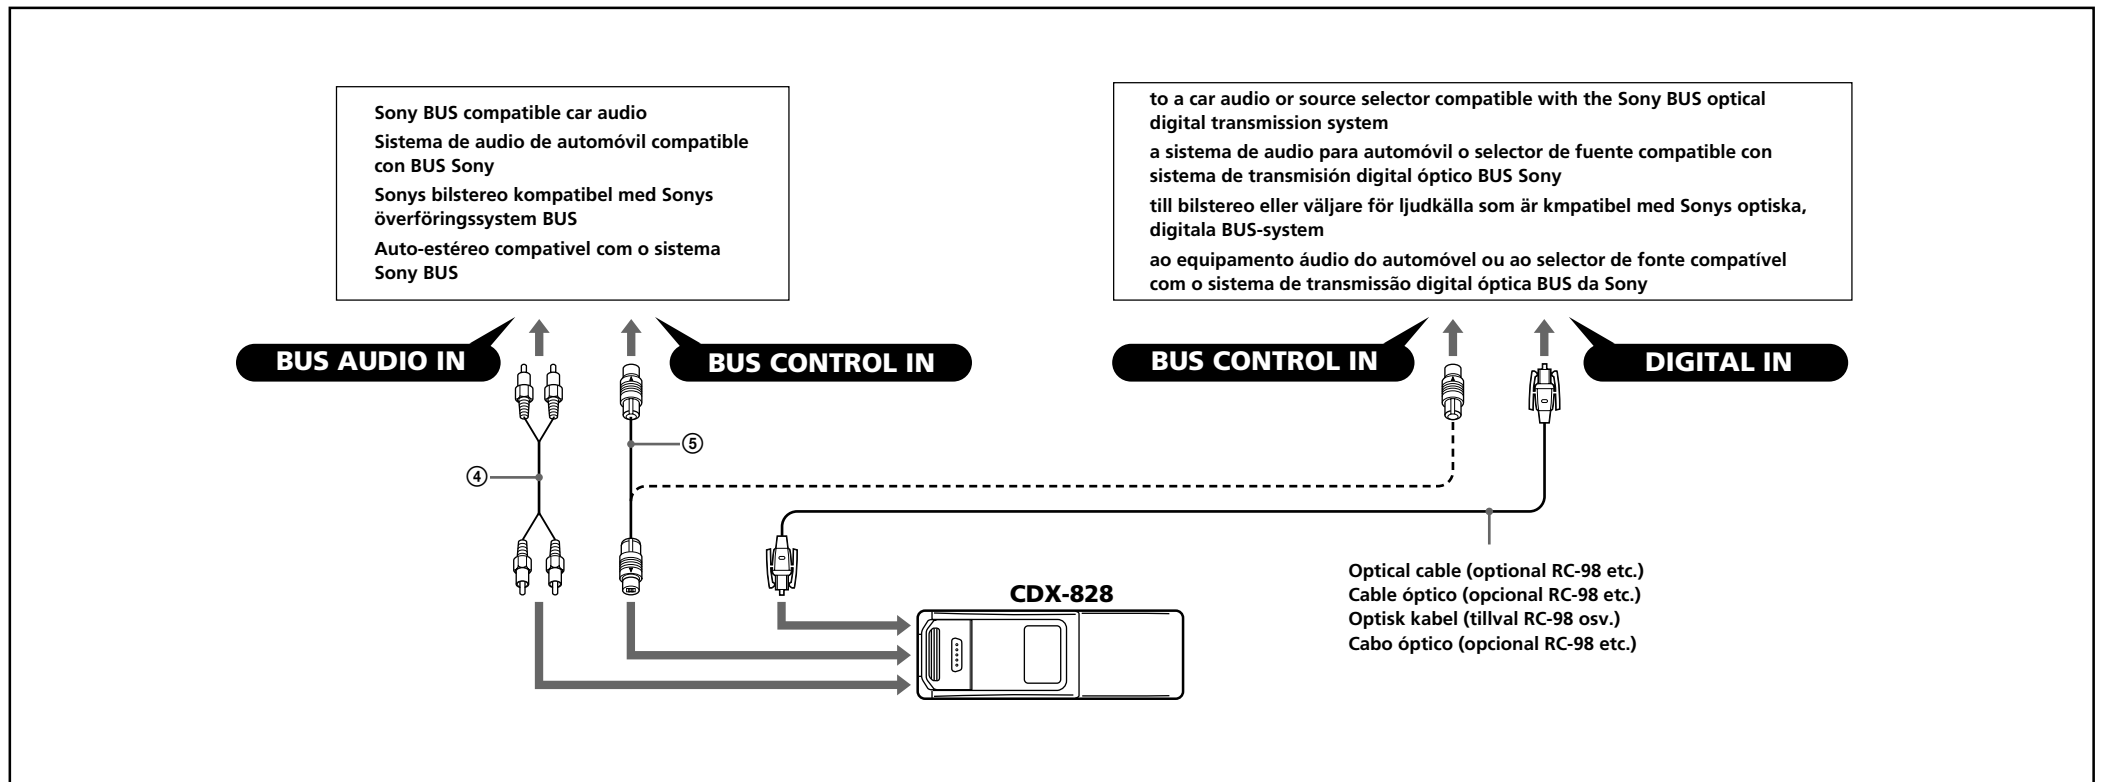 Sony BUS compatible car audio
Sistema de audio de automóvil compatible
con BUS Sony
Sonys bilstereo kompatibel med Sonys
överföringssystem BUS
Auto-estéreo compativel com o sistema
Sony BUS
to a car audio or source selector compatible with the Sony BUS optical
digital transmission system
a sistema de audio para automóvil o selector de fuente compatible con
sistema de transmisión digital óptico BUS Sony
till bilstereo eller väljare för ljudkälla som är kmpatibel med Sonys optiska,
digitala BUS-system
ao equipamento áudio do automóvel ou ao selector de fonte compatível
com o sistema de transmissão digital óptica BUS da Sony
BUS AUDIO IN
BUS CONTROL IN
BUS CONTROL IN
DIGITAL IN
⑤
④
Optical cable (optional RC-98 etc.)
Cable óptico (opcional RC-98 etc.)
Optisk kabel (tillval RC-98 osv.)
Cabo óptico (opcional RC-98 etc.)
CDX-828